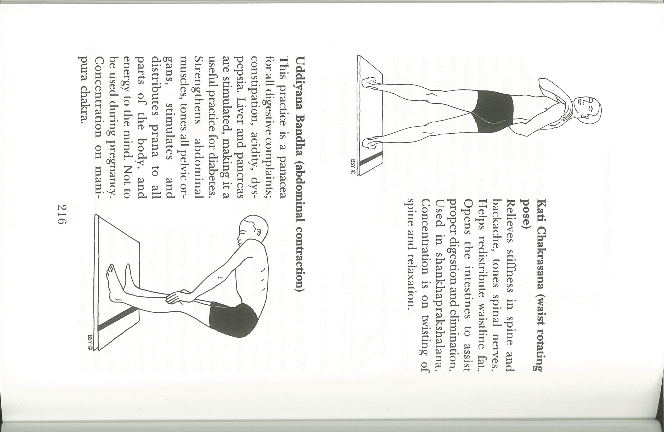 Kati Chakrasana (waist rotating
pose)
Relieves stiffness in spine and
backache, tones spinal nerves.
Helps redistribute waistline fat.
Opens the intestines to assist
proper digestion and elimination.
Used in shankhaprakshalana.
Concentration is on twisting of
spine and relaxation.
BSY ©
Uddiyana Bandha (abdominal contraction)
This practice is a panacea
for all digestive complaints;
constipation, acidity, dys-
pepsia. Liver and pancreas
are stimulated, making it a
useful practice for diabetes.
Strengthens abdominal
muscles, tones all pelvic or-
gans, stimulates and
distributes prana to all
parts of the body, and
energy to the mind. Not to
be used during pregnancy.
Concentration on mani-
pura chakra.
BSY ©
216